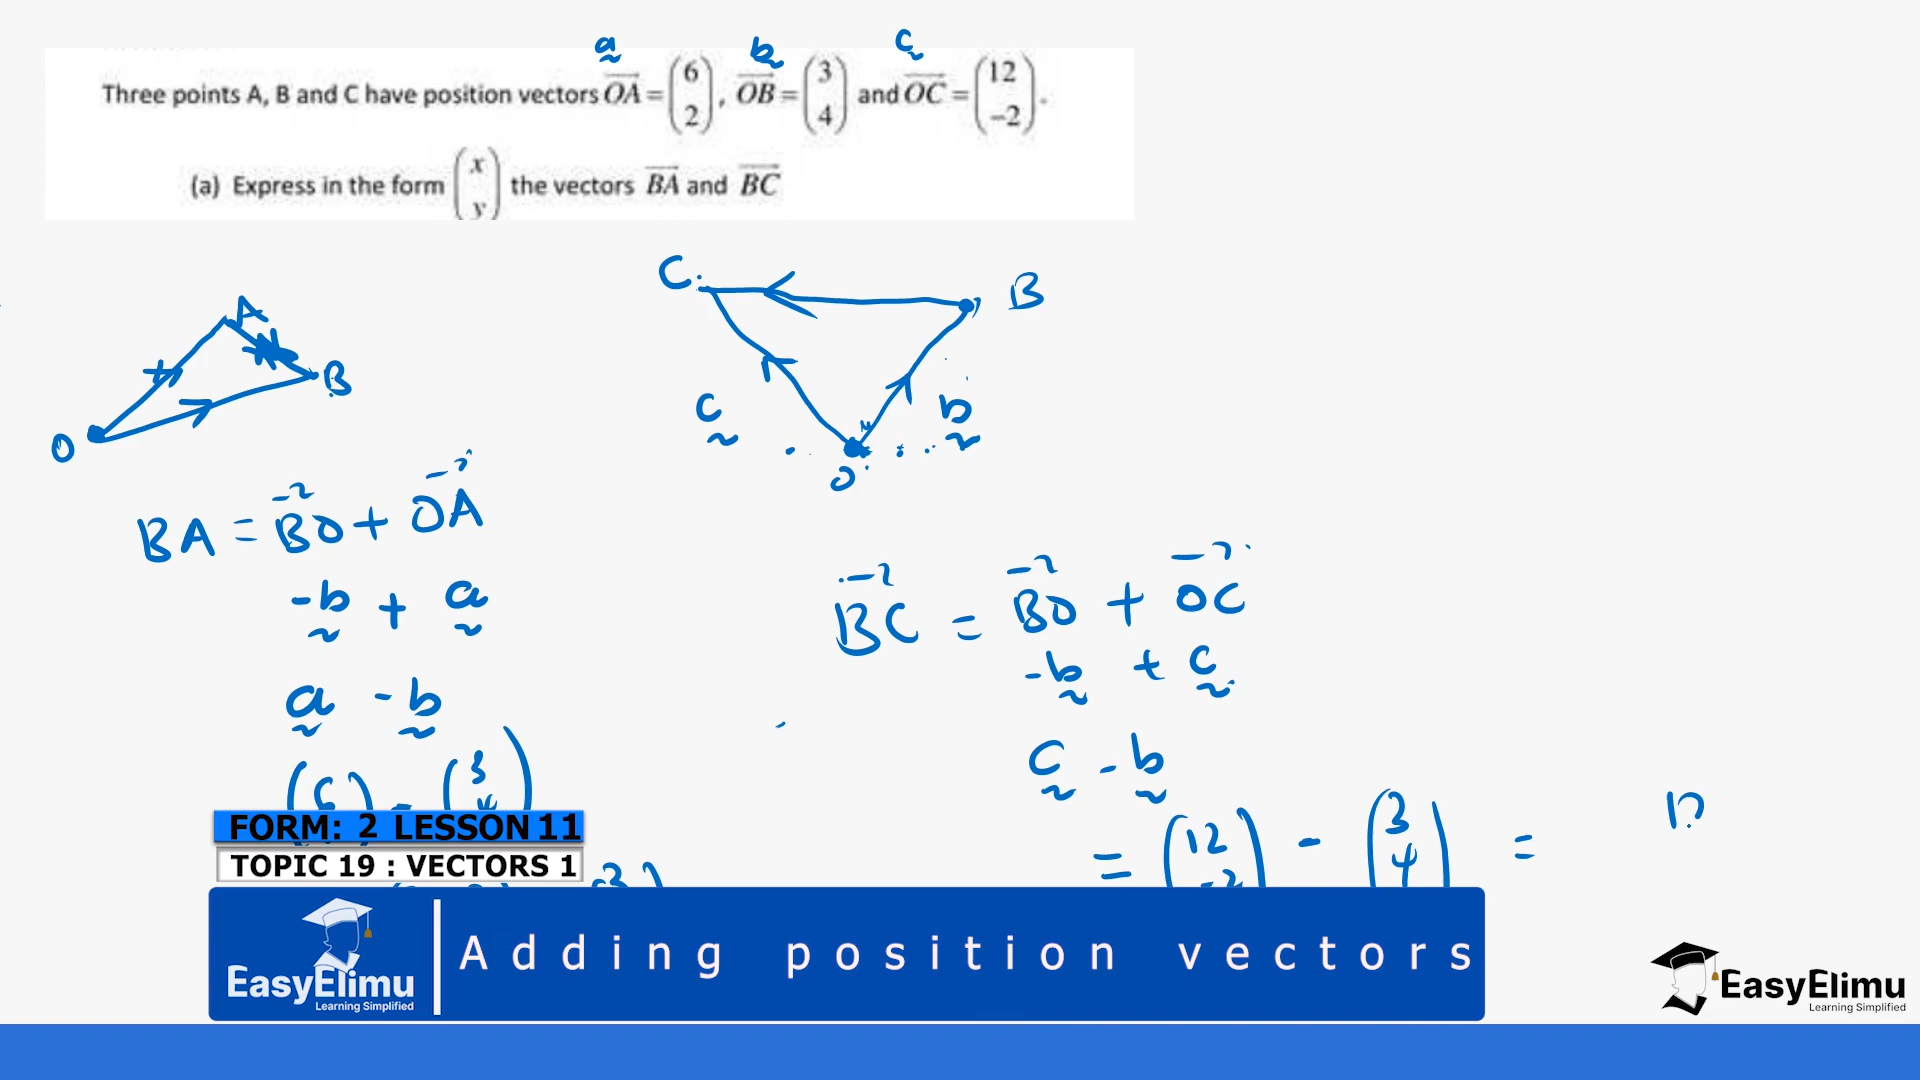 a b c
Three points A, B and C have position vectors OA = (6 2), OB = (3 4) and OC = (12 -2).
(a) Express in the form (x y) the vectors BA and BC
C B
A
B
O
c b
O
BA = BO + OA
-b + a
a - b
(6) - (3
BC = BO + OC
-b + c
c - b
= (12 -2) - (3 4) =
FORM: 2 LESSON 11
TOPIC 19 : VECTORS 1
Adding position vectors
EasyElimu
Learning Simplified
EasyElimu
Learning Simplified